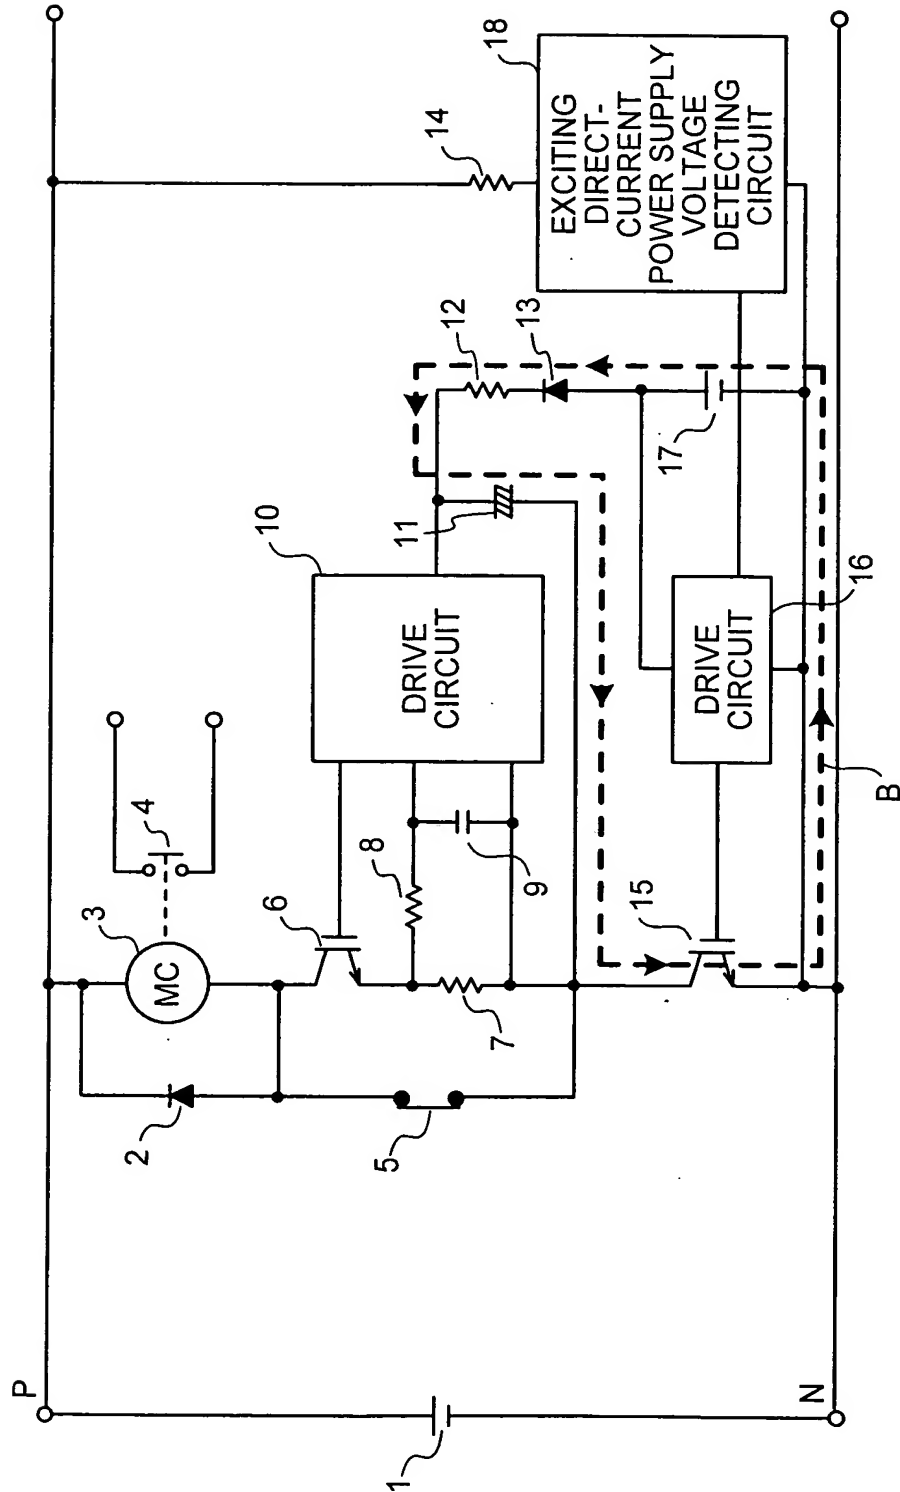 P
N
1
2
3
MC
4
5
6
7
8
9
10
DRIVE
CIRCUIT
11
12
13
14
15
16
DRIVE
CIRCUIT
17
18
EXCITING
DIRECT-
CURRENT
POWER SUPPLY
VOLTAGE
DETECTING
CIRCUIT
B